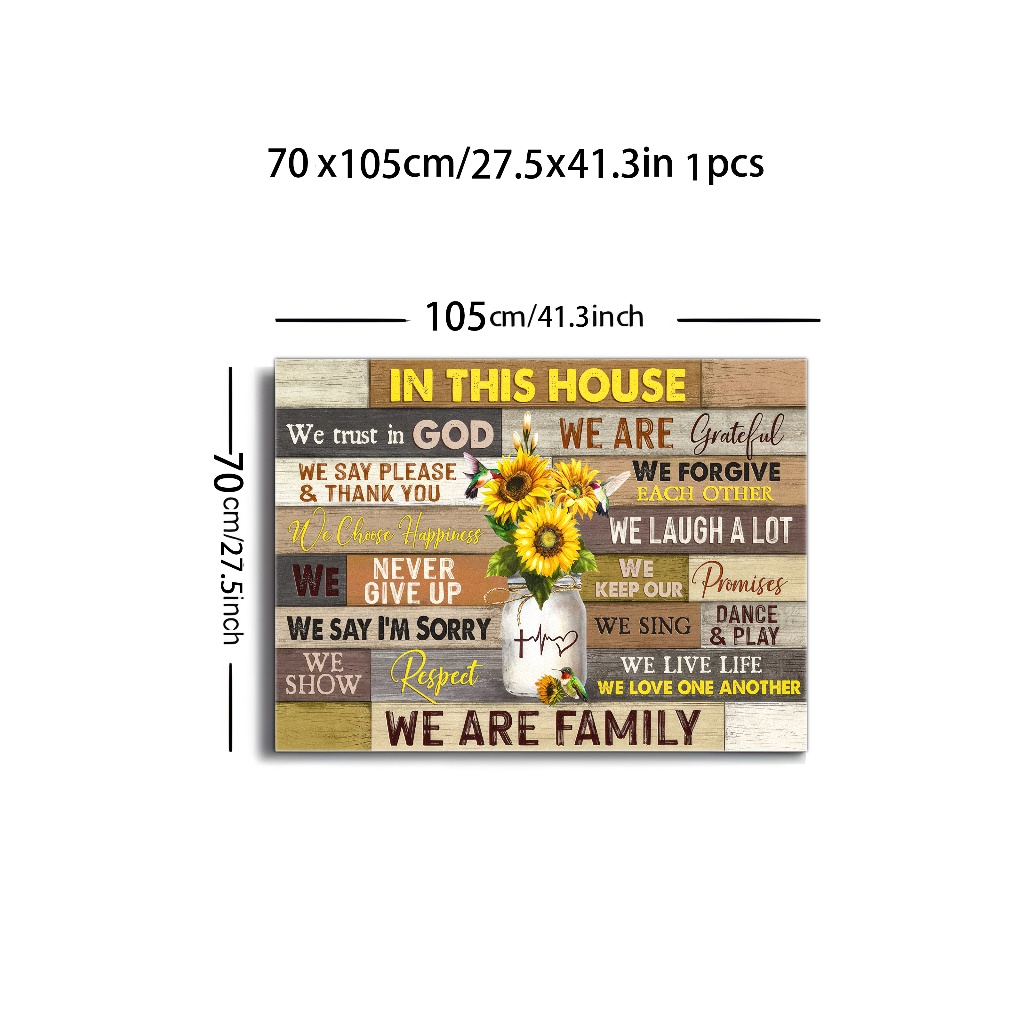 70 x105cm/27.5x41.3in 1pcs
105cm/41.3inch
70cm/27.5inch
IN THIS HOUSE
We trust in GOD
WE ARE Grateful
WE SAY PLEASE
& THANK YOU
WE FORGIVE
EACH OTHER
We Choose Happiness
WE LAUGH A LOT
WE NEVER
GIVE UP
WE
KEEP OUR Promises
WE SAY I'M SORRY
WE SING DANCE
& PLAY
WE
SHOW Respect
WE LIVE LIFE
WE LOVE ONE ANOTHER
WE ARE FAMILY